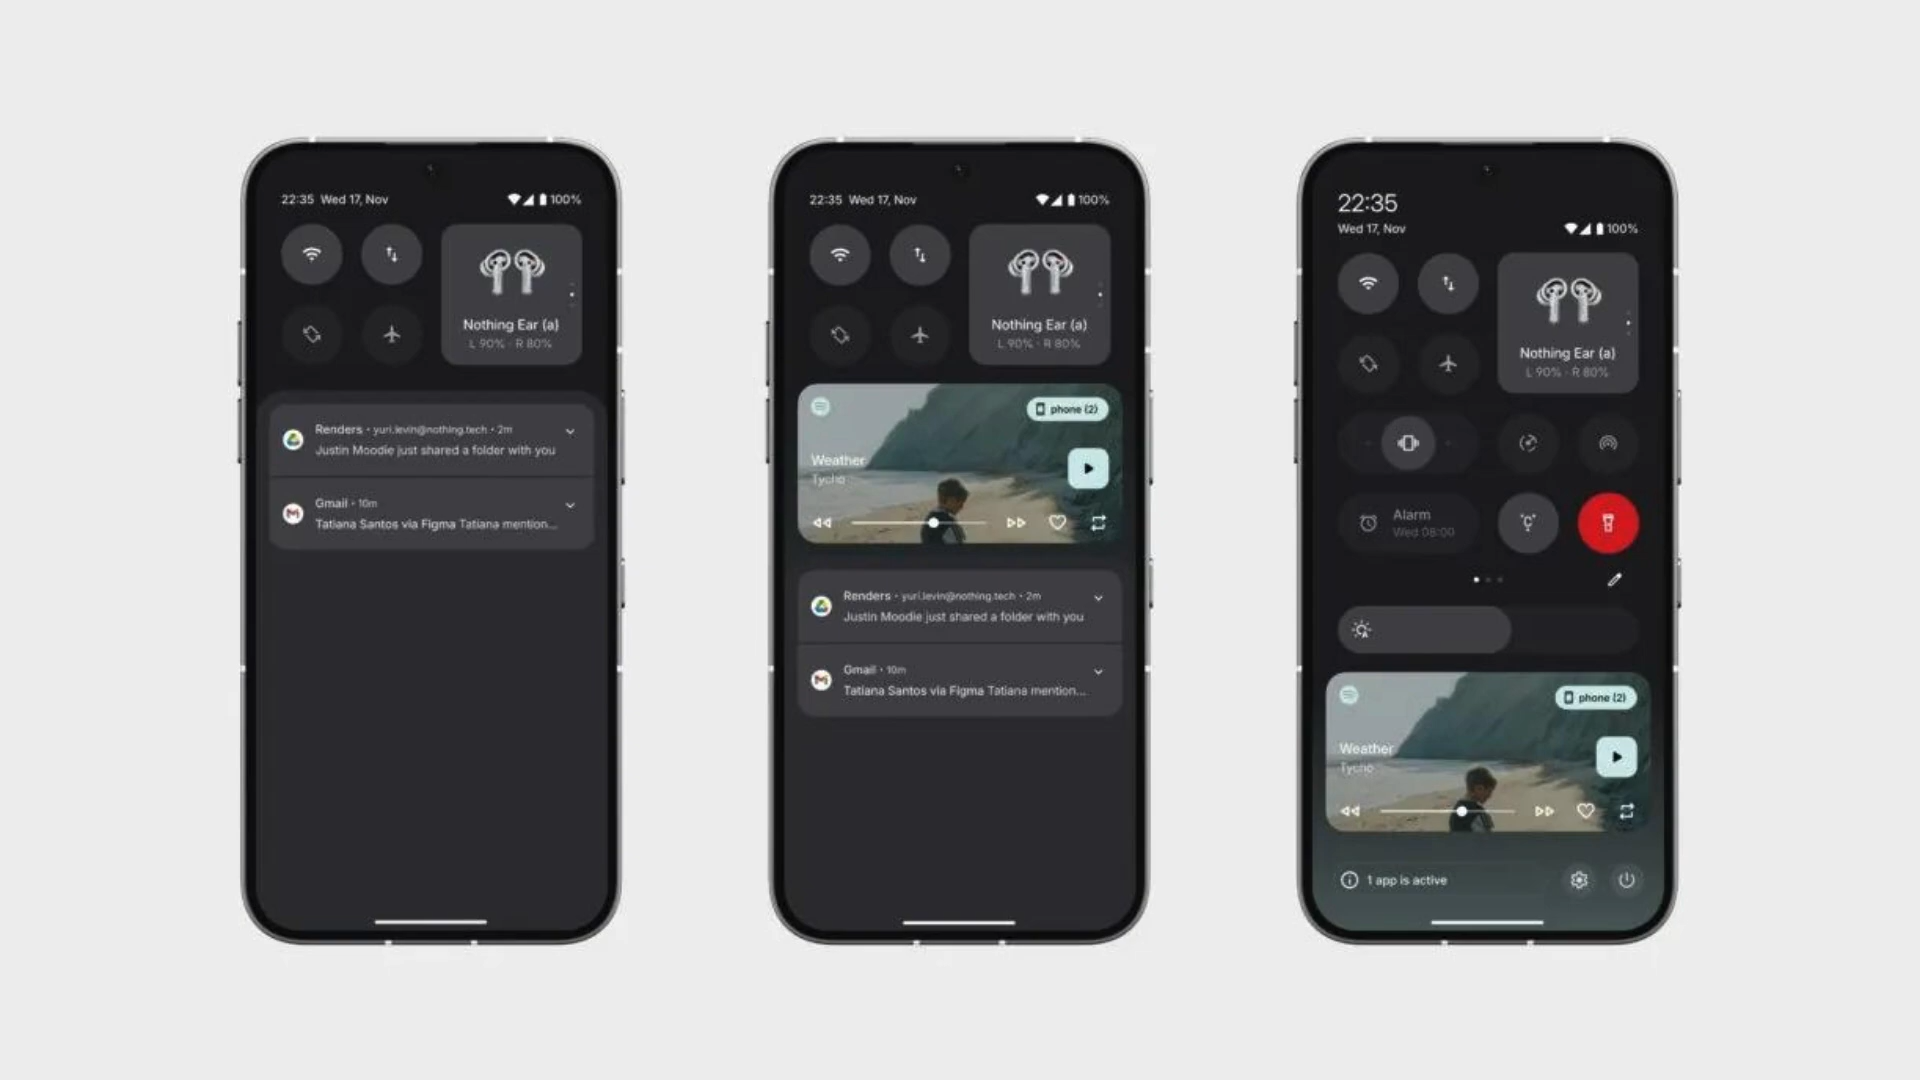 22:35 Wed 17, Nov
100%
Nothing Ear (a)
L 90% · R 80%
Renders • yuri.levin@nothing.tech • 2m
Justin Moodie just shared a folder with you
Gmail • 10m
Tatiana Santos via Figma Tatiana mention...
22:35 Wed 17, Nov
100%
Nothing Ear (a)
L 90% · R 80%
phone (2)
Weather
Tycho
Renders • yuri.levin@nothing.tech • 2m
Justin Moodie just shared a folder with you
Gmail • 10m
Tatiana Santos via Figma Tatiana mention...
22:35
Wed 17, Nov
100%
Nothing Ear (a)
L 90% · R 80%
Alarm
Wed 08:00
phone (2)
Weather
Tycho
1 app is active